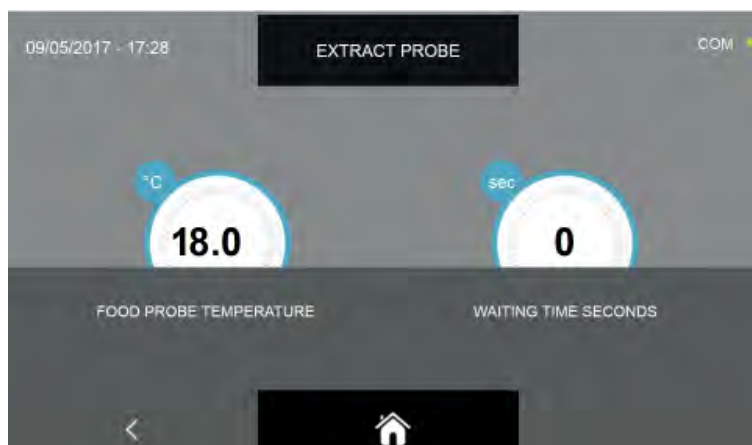 09/05/2017 - 17:28
EXTRACT PROBE
COM
°C
sec
18.0
0
FOOD PROBE TEMPERATURE
WAITING TIME SECONDS